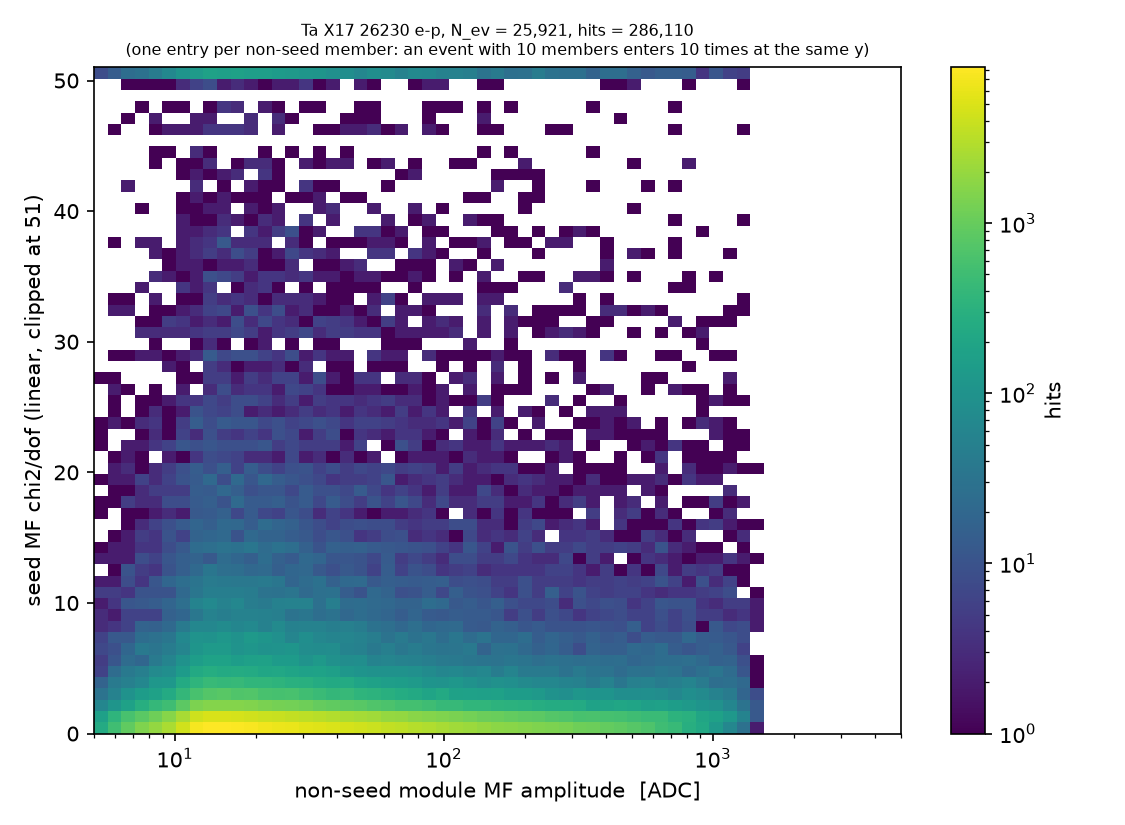 Ta X17 26230 e-p, N_ev = 25,921, hits = 286,110
(one entry per non-seed member: an event with 10 members enters 10 times at the same y)
seed MF chi2/dof (linear, clipped at 51)
50
40
30
20
10
0
10¹
10²
10³
non-seed module MF amplitude [ADC]
10³
10²
10¹
10⁰
hits